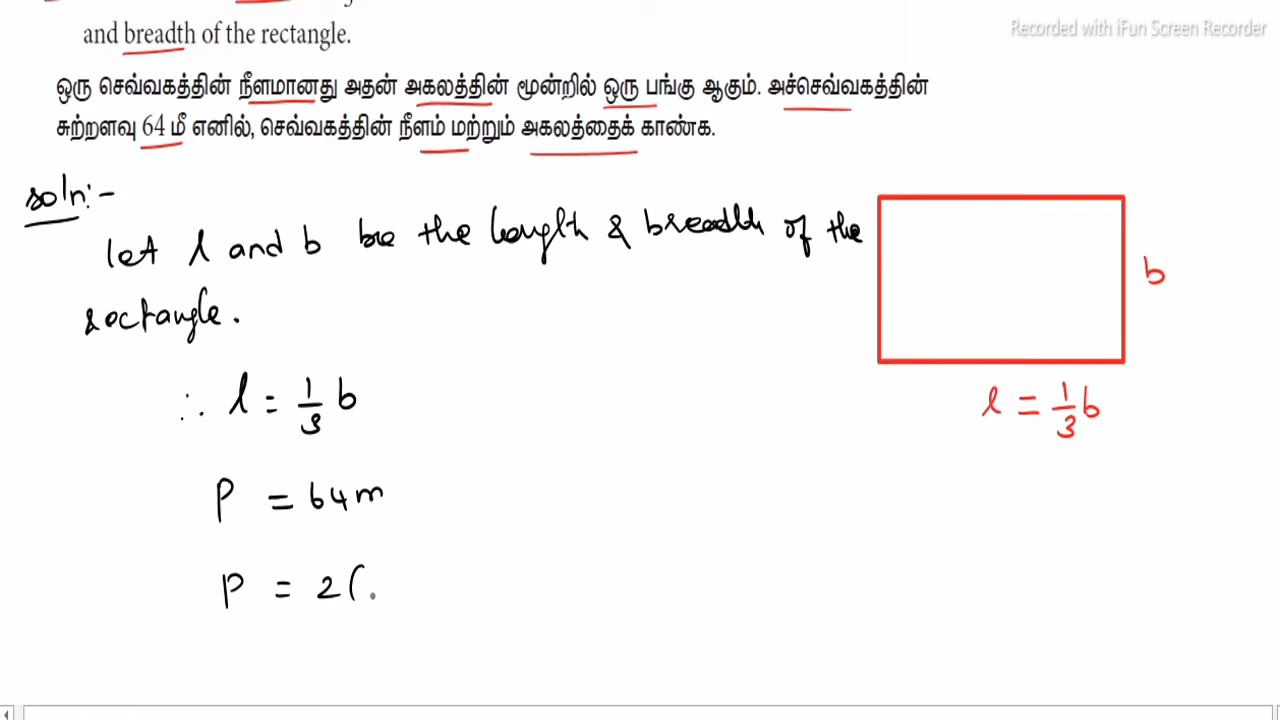 and breadth of the rectangle.
Recorded with iFun Screen Recorder
ஒரு செவ்வகத்தின் நீளமானது அதன் அகலத்தின் மூன்றில் ஒரு பங்கு ஆகும். அச்செவ்வகத்தின்
சுற்றளவு 64 மீ எனில், செவ்வகத்தின் நீளம் மற்றும் அகலத்தைக் காண்க.
soln:-
let l and b be the length & breadth of the
rectangle.
b
∴ l = 1/3 b
l = 1/3 b
P = 64m
P = 2(